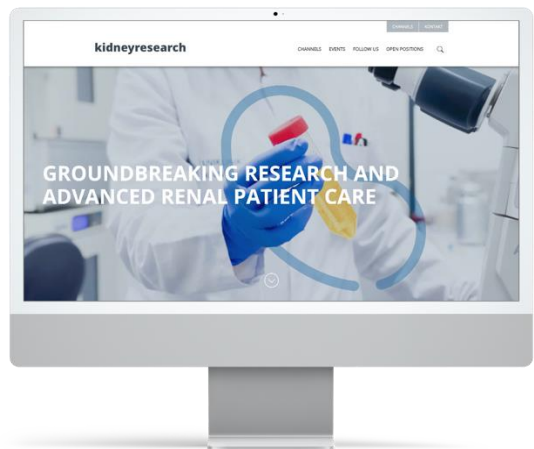 CHANNELS KONTAKT
kidneyresearch
CHANNELS EVENTS FOLLOW US OPEN POSITIONS
GROUNDBREAKING RESEARCH AND
ADVANCED RENAL PATIENT CARE